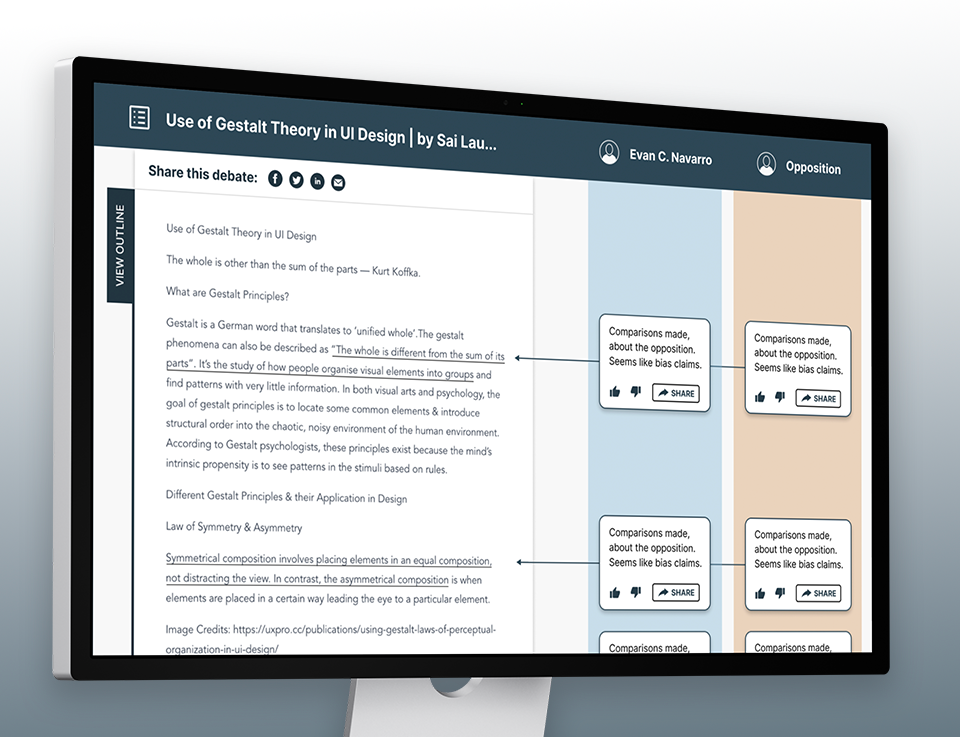 Use of Gestalt Theory in UI Design | by Sai Lau...
Evan C. Navarro
Opposition
Share this debate:
VIEW OUTLINE
Use of Gestalt Theory in UI Design
The whole is other than the sum of the parts — Kurt Koffka.
What are Gestalt Principles?
Gestalt is a German word that translates to ‘unified whole’.The gestalt
phenomena can also be described as “The whole is different from the sum of its
parts”. It’s the study of how people organise visual elements into groups and
find patterns with very little information. In both visual arts and psychology, the
goal of gestalt principles is to locate some common elements & introduce
structural order into the chaotic, noisy environment of the human environment.
According to Gestalt psychologists, these principles exist because the mind’s
intrinsic propensity is to see patterns in the stimuli based on rules.
Different Gestalt Principles & their Application in Design
Law of Symmetry & Asymmetry
Symmetrical composition involves placing elements in an equal composition,
not distracting the view. In contrast, the asymmetrical composition is when
elements are placed in a certain way leading the eye to a particular element.
Image Credits: https://uxpro.cc/publications/using-gestalt-laws-of-perceptual-
organization-in-ui-design/
Comparisons made,
about the opposition.
Seems like bias claims.
SHARE
Comparisons made,
about the opposition.
Seems like bias claims.
SHARE
Comparisons made,
about the opposition.
Seems like bias claims.
SHARE
Comparisons made,
about the opposition.
Seems like bias claims.
SHARE
Comparisons made,
Comparisons made,